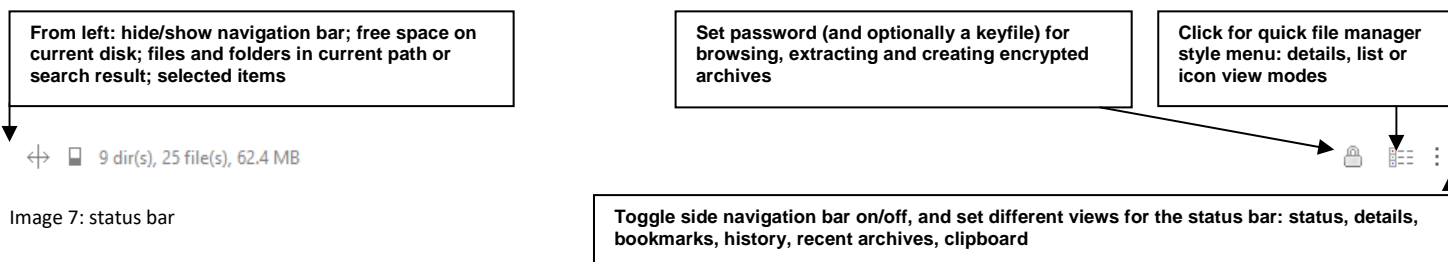 From left: hide/show navigation bar; free space on
current disk; files and folders in current path or
search result; selected items
Set password (and optionally a keyfile) for
browsing, extracting and creating encrypted
archives
Click for quick file manager
style menu: details, list or
icon view modes
9 dir(s), 25 file(s), 62.4 MB
Image 7: status bar
Toggle side navigation bar on/off, and set different views for the status bar: status, details,
bookmarks, history, recent archives, clipboard